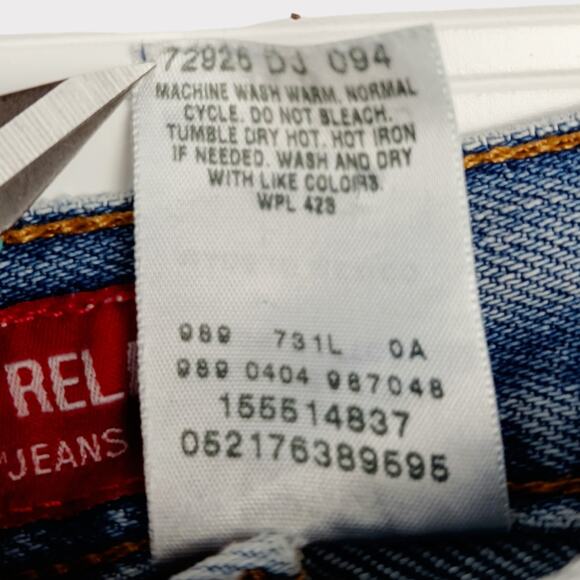 72926 DJ 094
MACHINE WASH WARM, NORMAL
CYCLE. DO NOT BLEACH.
TUMBLE DRY HOT. HOT IRON
IF NEEDED. WASH AND DRY
WITH LIKE COLORS.
WPL 423
989 731L 0A
989 0404 987048
155514837
052176389595
REL
JEANS